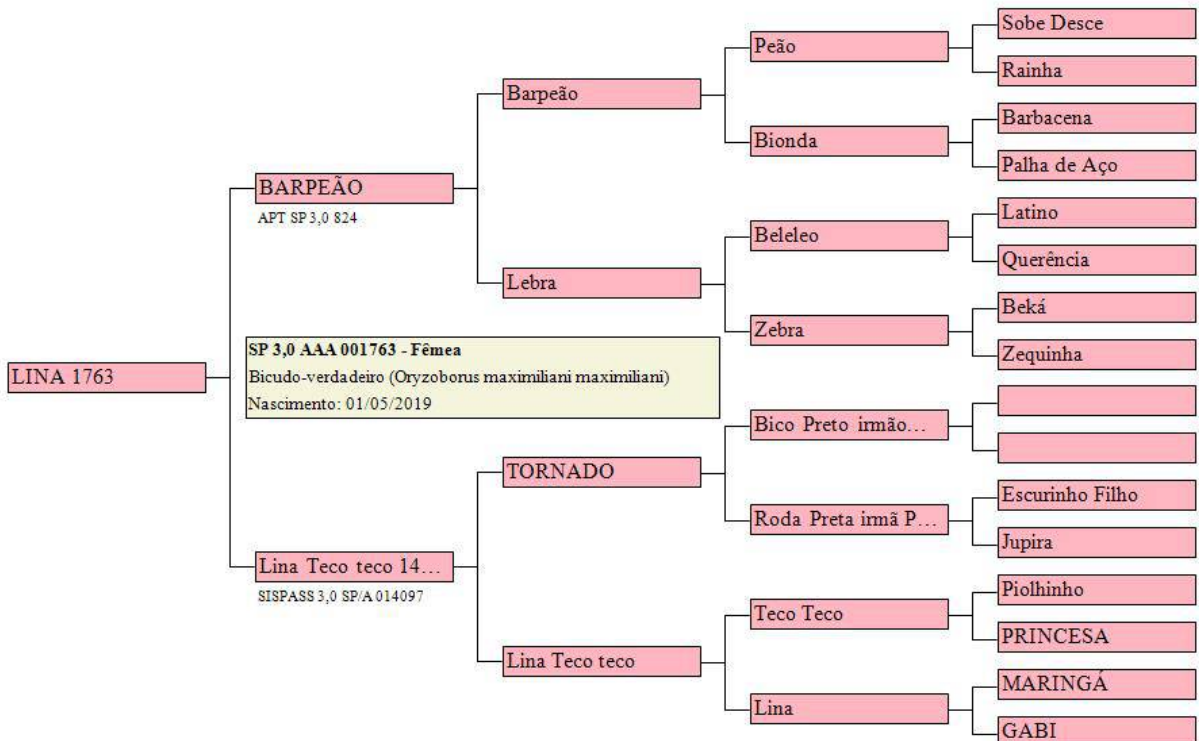 Sobe Desce
Peão
Rainha
Barpeão
Barbacena
Bionda
Palha de Aço
BARPEÃO
APT SP 3,0 824
Latino
Beleleo
Querência
Lebra
Beká
Zebra
Zequinha
LINA 1763
SP 3,0 AAA 001763 - Fêmea
Bicudo-verdadeiro (Oryzoborus maximiliani maximiliani)
Nascimento: 01/05/2019
Bico Preto irmão...
TORNADO
Escurinho Filho
Roda Preta irmã P...
Jupira
Lina Teco teco 14...
SISPASS 3,0 SP/A 014097
Piolhinho
Teco Teco
PRINCESA
Lina Teco teco
MARINGÁ
Lina
GABI